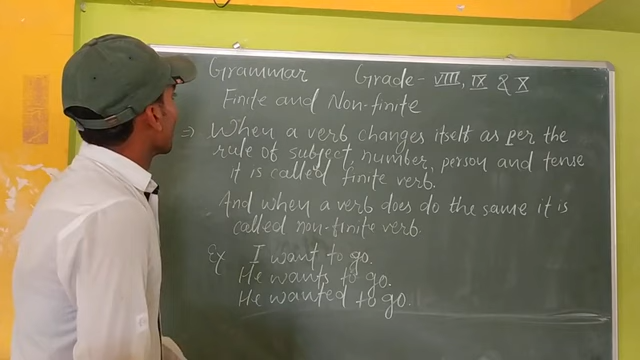 Grammar Grade- VIII, IX & X
Finite and Non-finite
⇒ When a verb changes itself as per the
rule of subject, number, person and tense
it is called finite verb.
And when a verb does do the same it is
called non-finite verb.
Ex I want to go.
He wants to go.
He wanted to go.